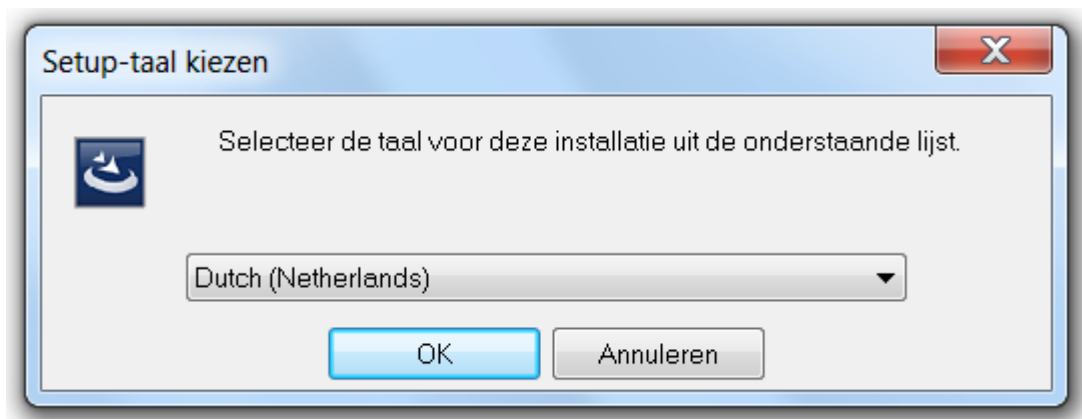 Setup-taal kiezen
Selecteer de taal voor deze installatie uit de onderstaande lijst.
Dutch (Netherlands)
OK
Annuleren